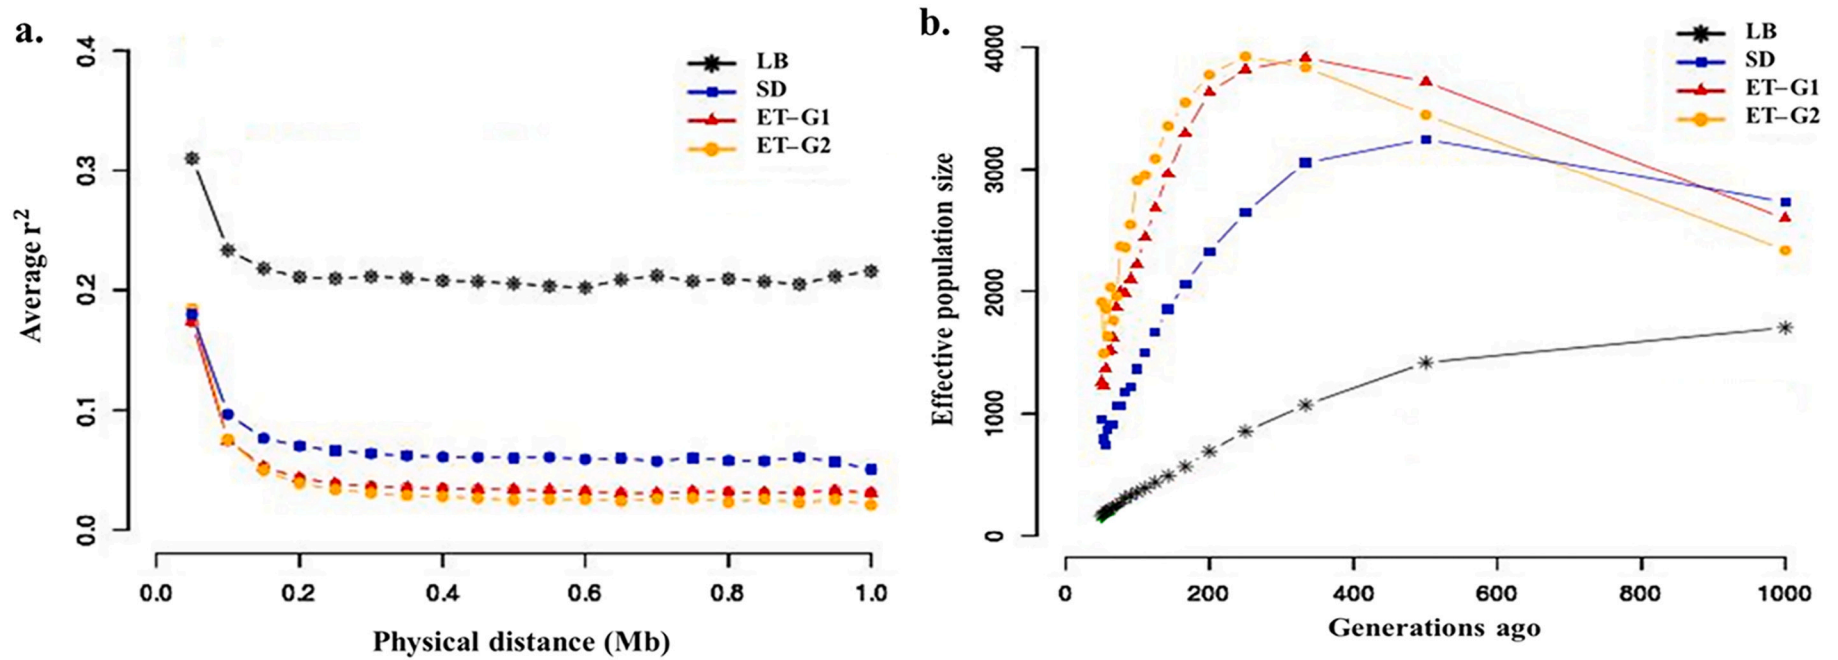 a.
Average r²
0.4
0.3
0.2
0.1
0.0
LB
SD
ET–G1
ET–G2
0.0 0.2 0.4 0.6 0.8 1.0
Physical distance (Mb)
b.
Effective population size
4000
3000
2000
1000
0
LB
SD
ET–G1
ET–G2
0 200 400 600 800 1000
Generations ago